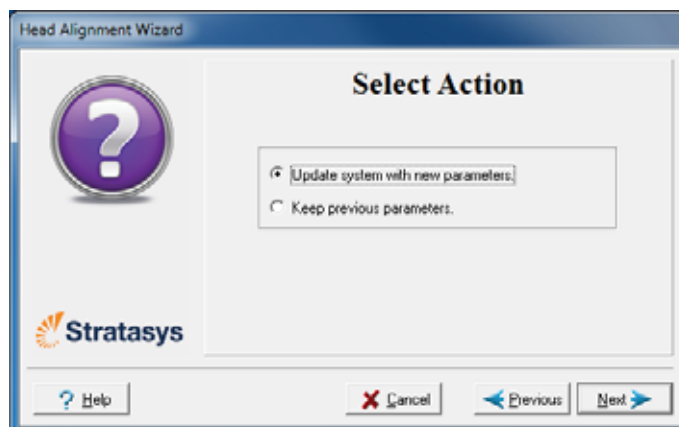 Head Alignment Wizard
Select Action
Update system with new parameters.
Keep previous parameters.
Stratasys
? Help
Cancel
Previous
Next